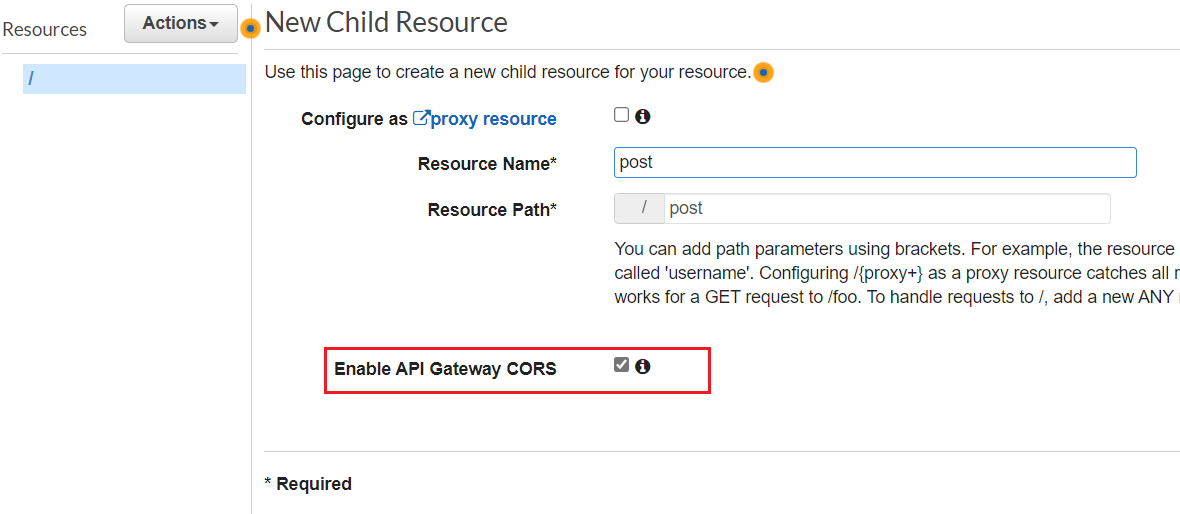 Resources
Actions
New Child Resource
/
Use this page to create a new child resource for your resource.
Configure as proxy resource
Resource Name*
post
Resource Path*
/ post
You can add path parameters using brackets. For example, the resource
called 'username'. Configuring /{proxy+} as a proxy resource catches all
works for a GET request to /foo. To handle requests to /, add a new ANY
Enable API Gateway CORS
* Required